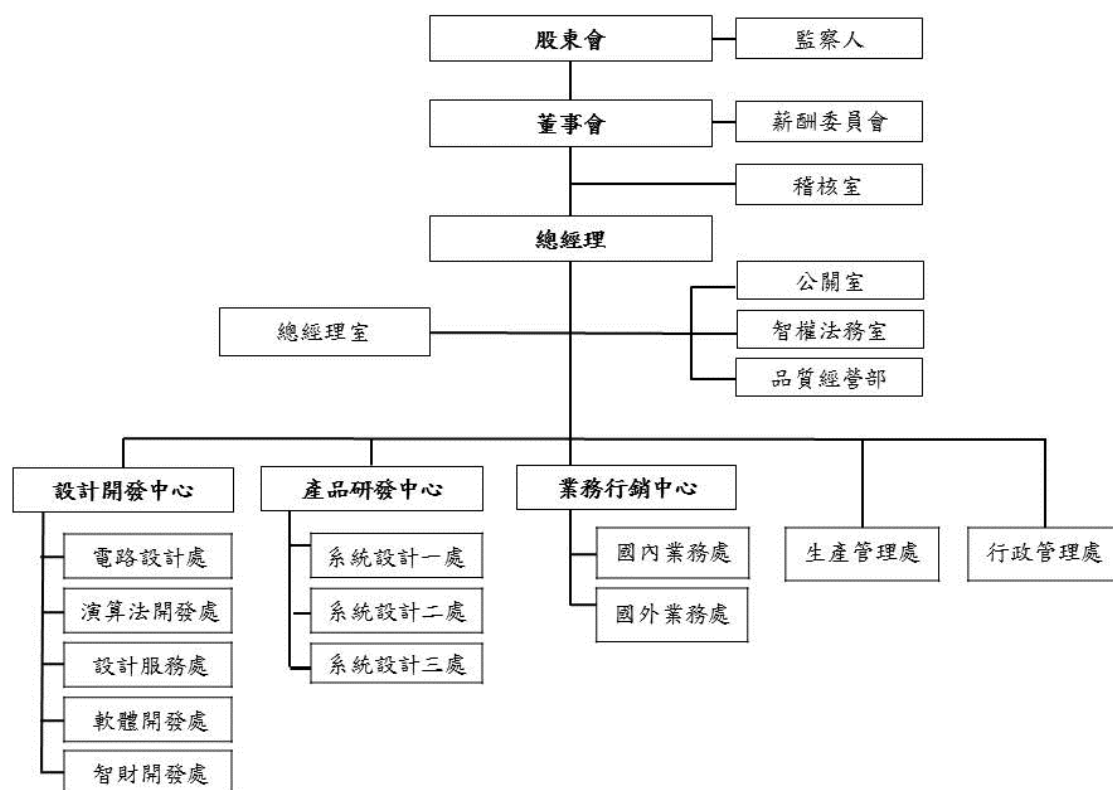 股東會
監察人
董事會
薪酬委員會
稽核室
總經理
公關室
總經理室
智權法務室
品質經營部
設計開發中心
產品研發中心
業務行銷中心
電路設計處
系統設計一處
國內業務處
生產管理處
行政管理處
演算法開發處
系統設計二處
國外業務處
設計服務處
系統設計三處
軟體開發處
智財開發處